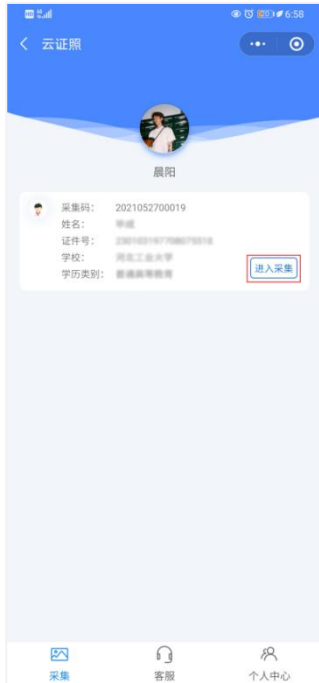 6:58
云证照
晨阳
采集码： 2021052700019
姓名：
证件号：
学校：
学历类别：
进入采集
采集
客服
个人中心